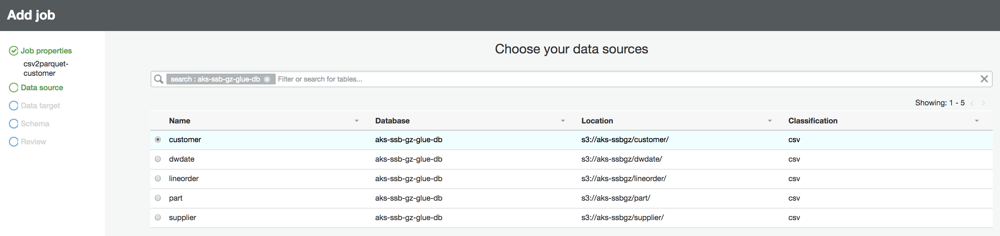 Add job
Job properties
csv2parquet-
customer
Data source
Data target
Schema
Review
Choose your data sources
search : aks-ssb-gz-glue-db Filter or search for tables...
Showing: 1 - 5
Name Database Location Classification
customer aks-ssb-gz-glue-db s3://aks-ssbgz/customer/ csv
dwdate aks-ssb-gz-glue-db s3://aks-ssbgz/dwdate/ csv
lineorder aks-ssb-gz-glue-db s3://aks-ssbgz/lineorder/ csv
part aks-ssb-gz-glue-db s3://aks-ssbgz/part/ csv
supplier aks-ssb-gz-glue-db s3://aks-ssbgz/supplier/ csv